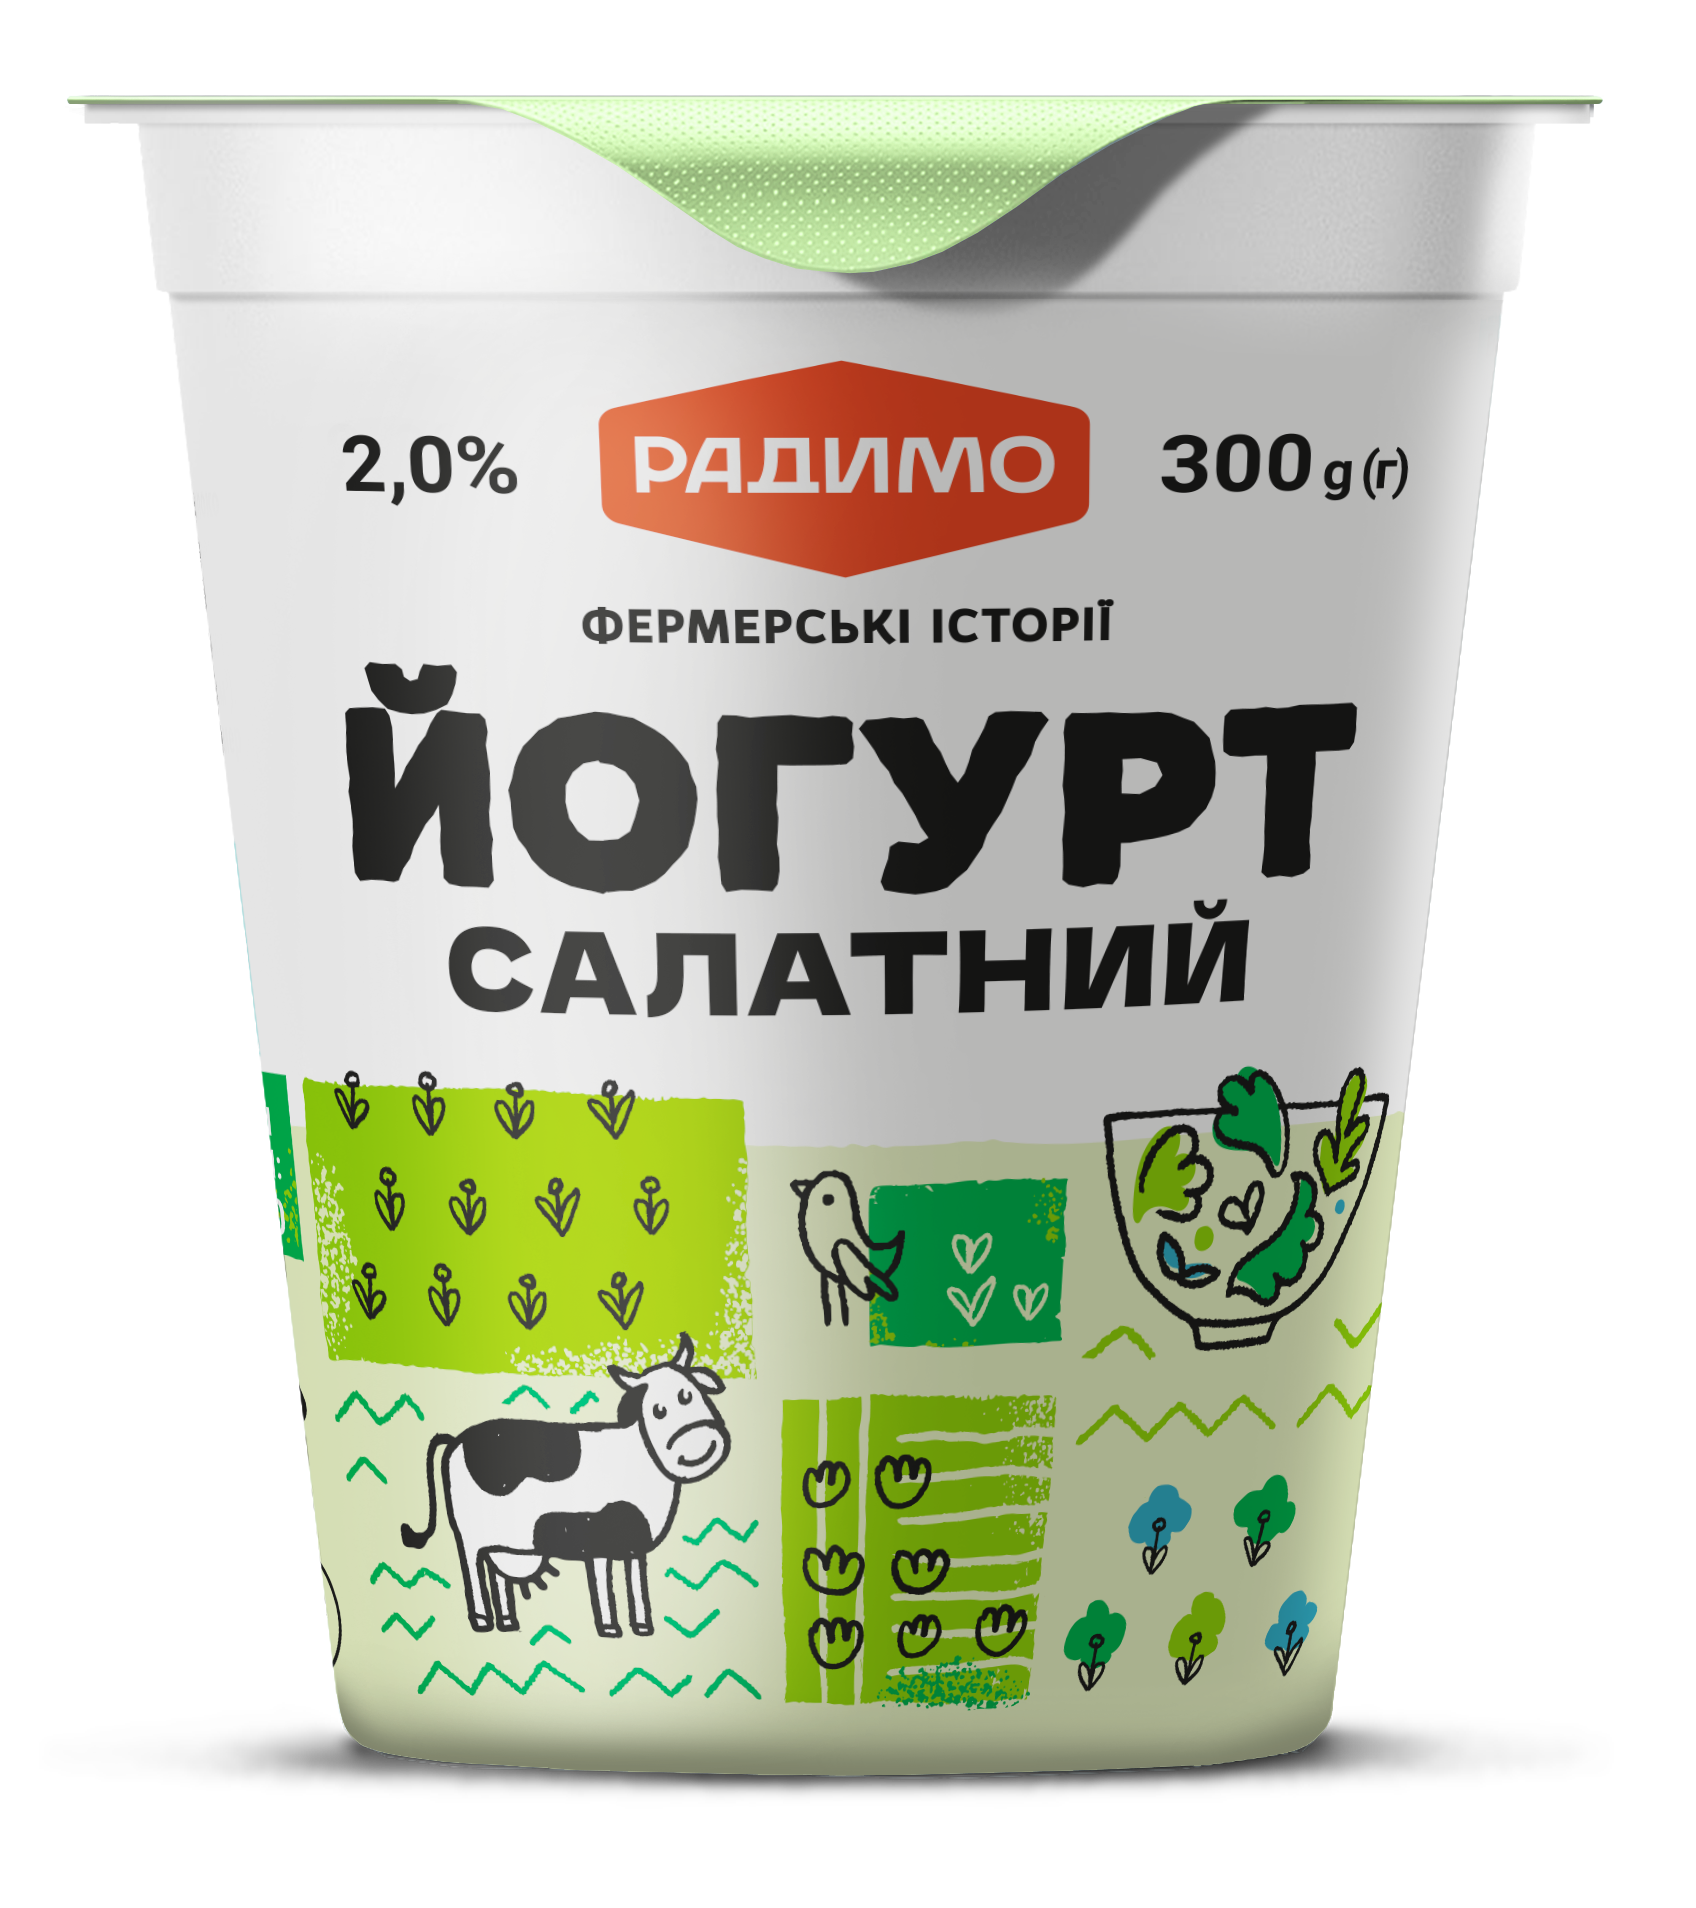 2,0%
РАДИМО
300 g (г)
ФЕРМЕРСЬКІ ІСТОРІЇ
ЙОГУРТ
САЛАТНИЙ